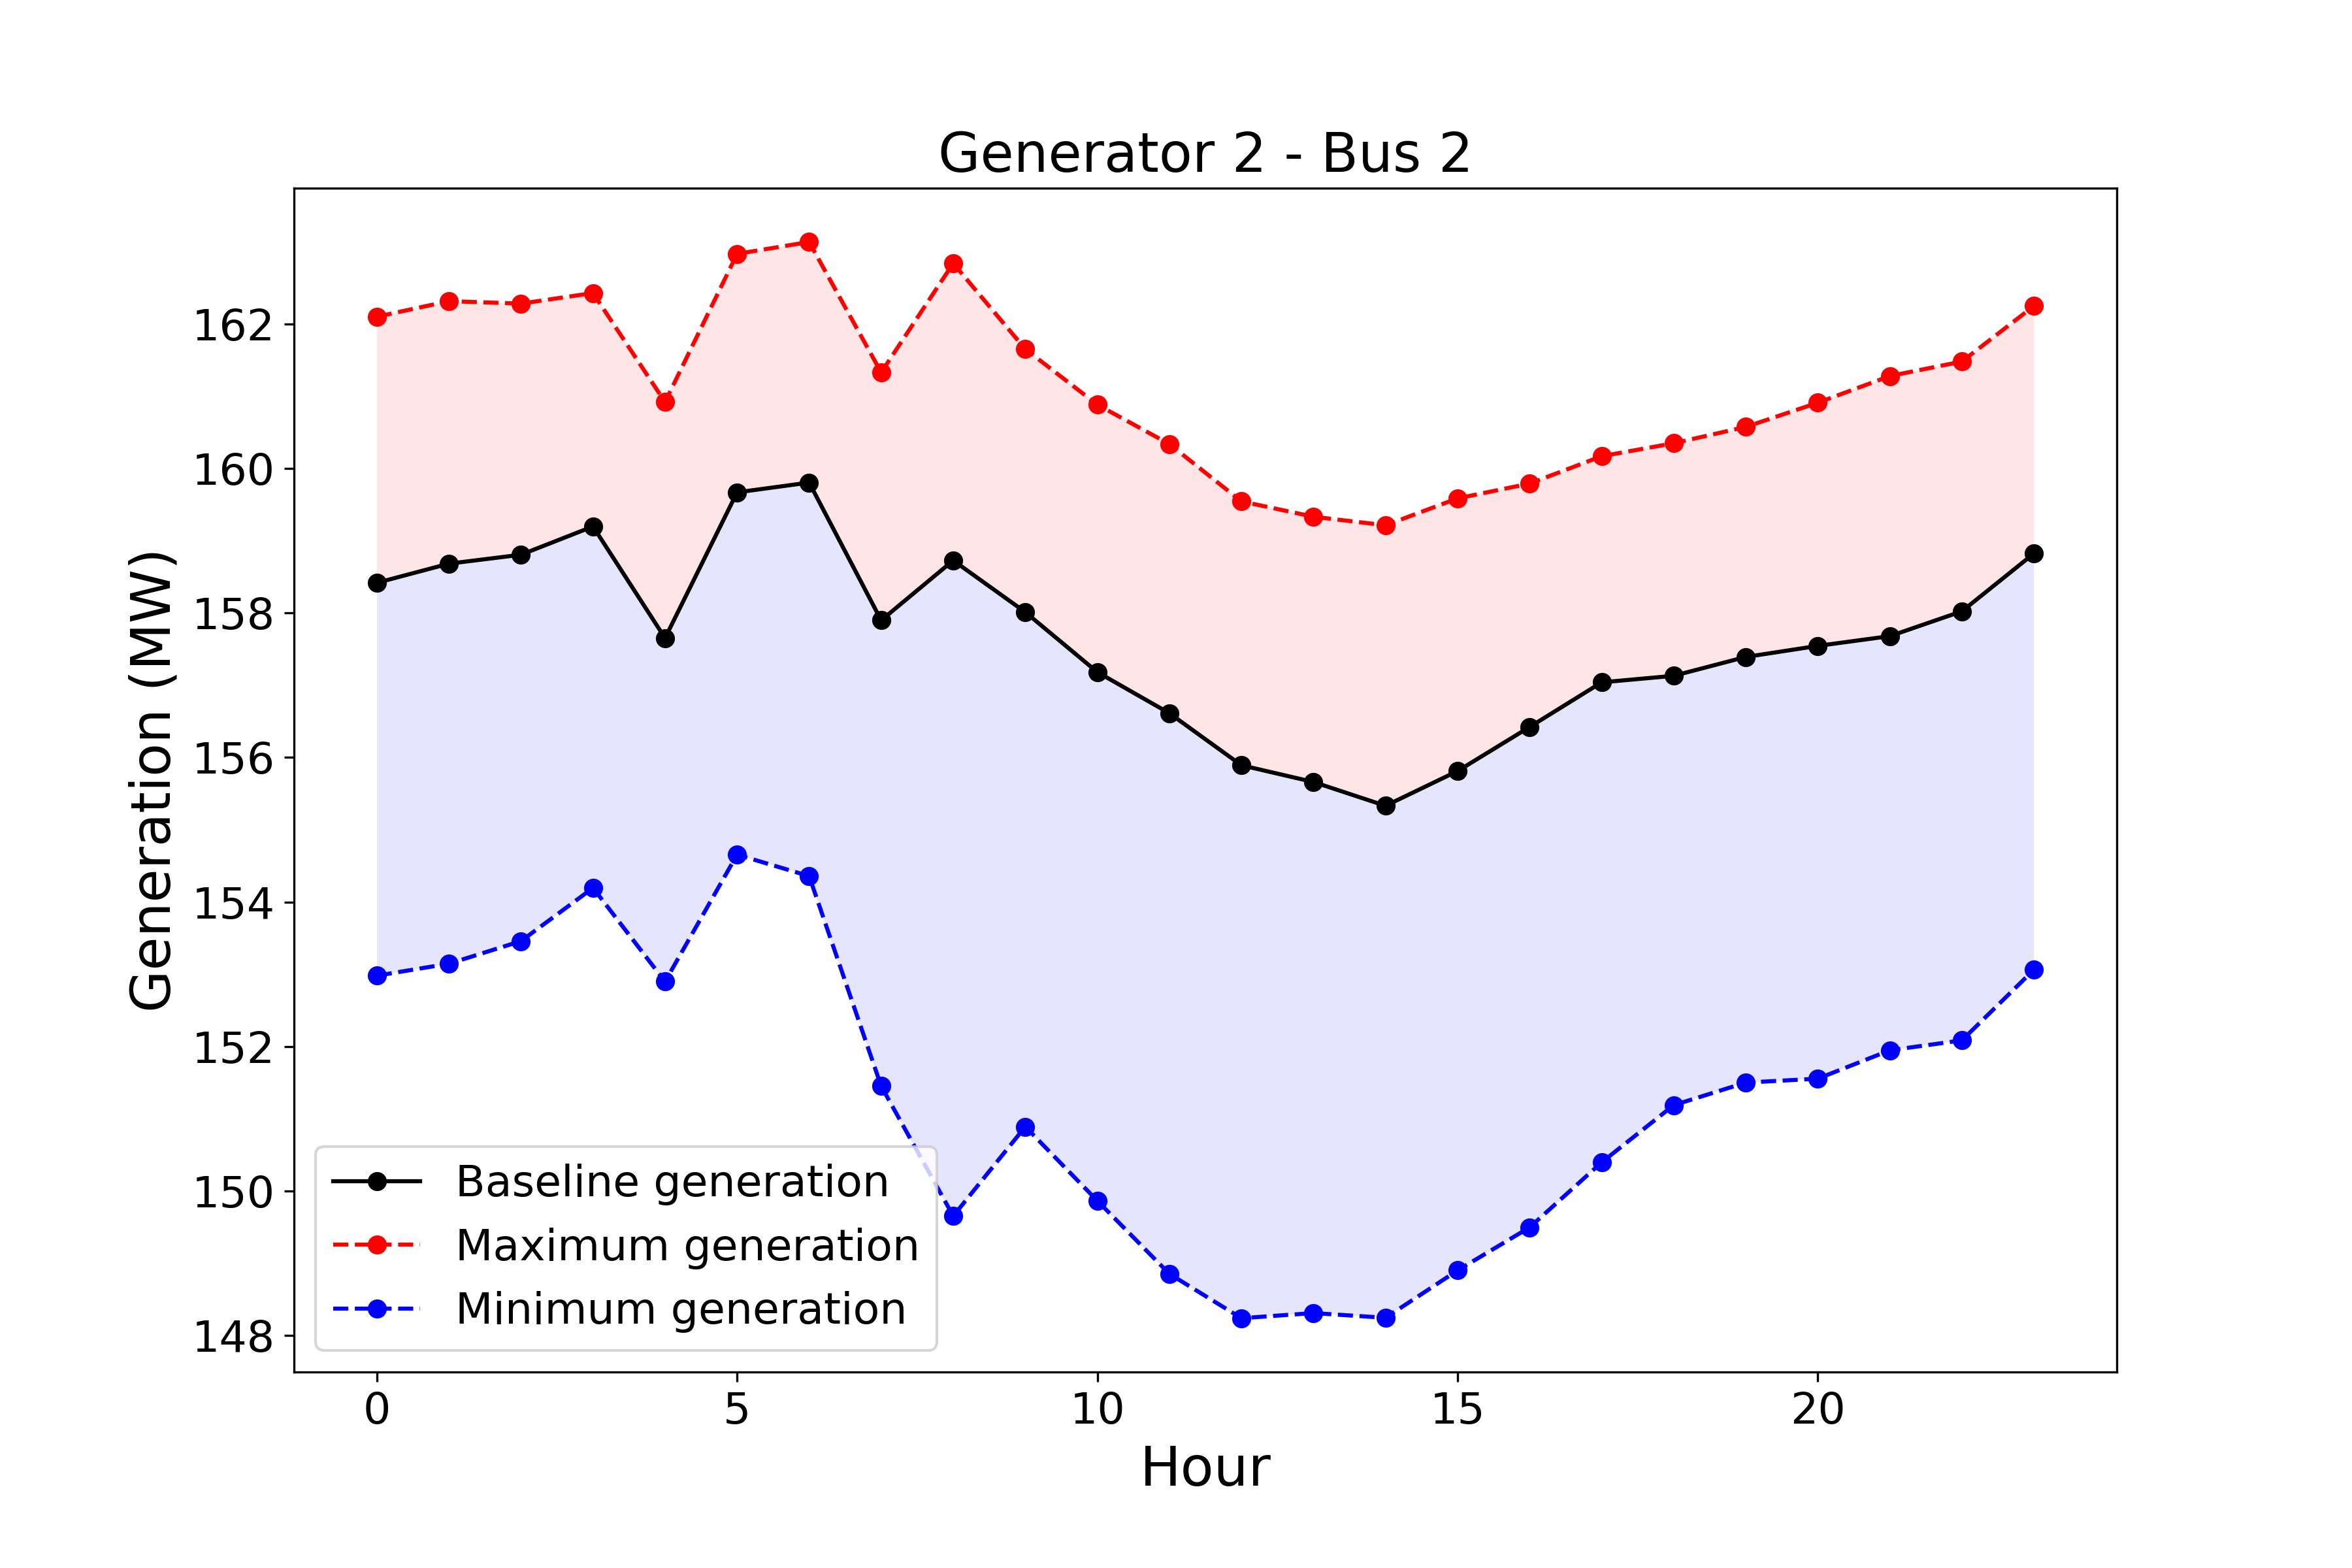 Generator 2 - Bus 2
Generation (MW)
162
160
158
156
154
152
150
148
Baseline generation
Maximum generation
Minimum generation
0 5 10 15 20
Hour